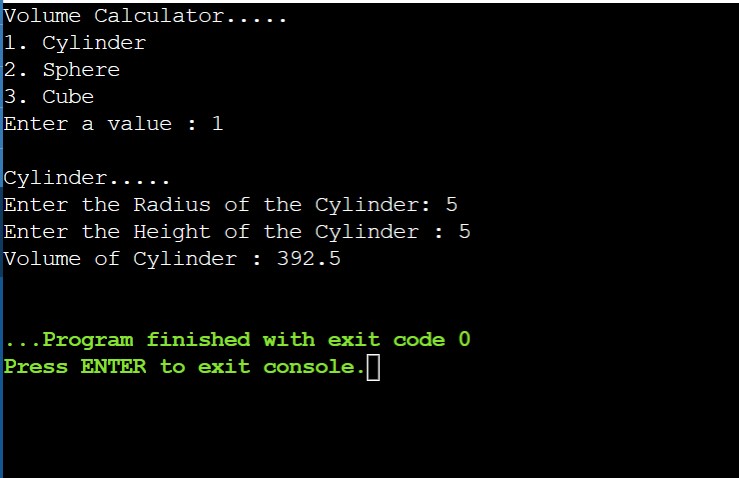 Volume Calculator.....
1. Cylinder
2. Sphere
3. Cube
Enter a value : 1
Cylinder.....
Enter the Radius of the Cylinder: 5
Enter the Height of the Cylinder : 5
Volume of Cylinder : 392.5
...Program finished with exit code 0
Press ENTER to exit console.